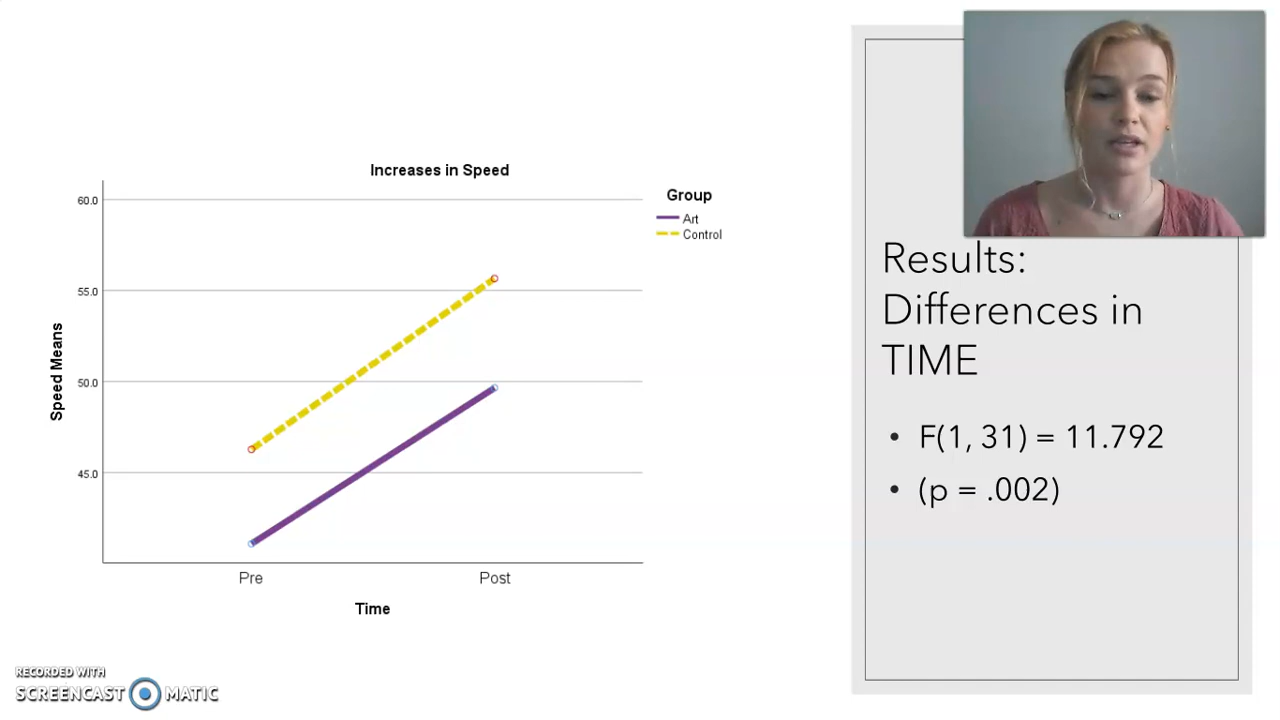 Increases in Speed
60.0
55.0
50.0
45.0
Speed Means
Pre
Post
Time
Group
Art
Control
Results:
Differences in
TIME
• F(1, 31) = 11.792
• (p = .002)
RECORDED WITH
SCREENCAST MATIC